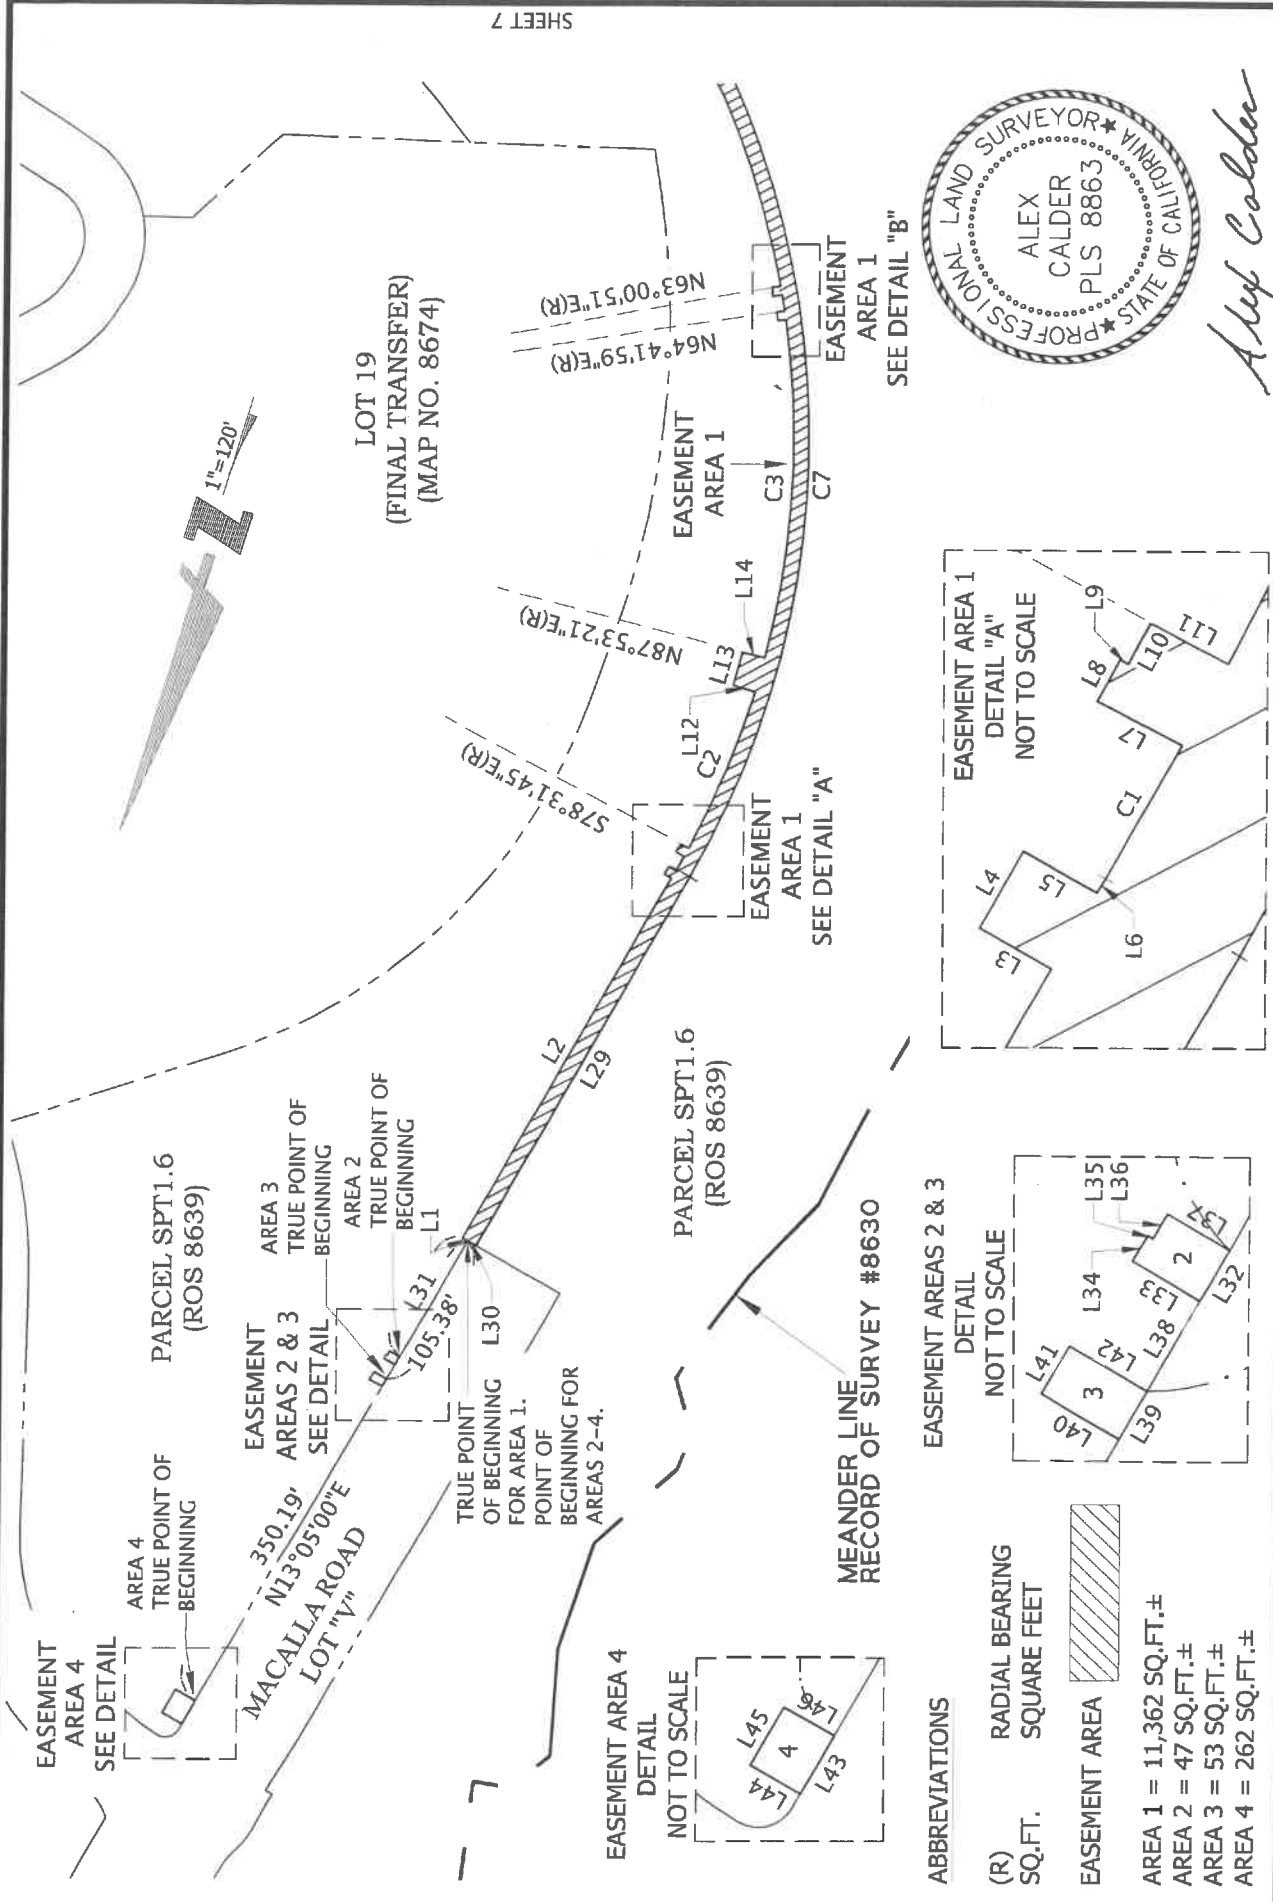 SHEET 7
EASEMENT
AREA 4
SEE DETAIL
AREA 4
TRUE POINT OF
BEGINNING
350.19'
N13°05'00"E
MACALLA ROAD
LOT "V"
PARCEL SPT1.6
(ROS 8639)
EASEMENT
AREAS 2 & 3
SEE DETAIL
AREA 3
TRUE POINT OF
BEGINNING
AREA 2
TRUE POINT OF
BEGINNING
L1
L31
105.38'
L30
TRUE POINT
OF BEGINNING
FOR AREA 1.
POINT OF
BEGINNING FOR
AREAS 2-4.
L2
L29
1"=120'
LOT 19
(FINAL TRANSFER)
(MAP NO. 8674)
S78°31'45"E(R)
N87°53'21"E(R)
N64°41'59"E(R)
N63°00'51"E(R)
C2
L12
L13
L14
EASEMENT
AREA 1
C3
C7
EASEMENT
AREA 1
SEE DETAIL "A"
EASEMENT
AREA 1
SEE DETAIL "B"
PARCEL SPT1.6
(ROS 8639)
MEANDER LINE
RECORD OF SURVEY #8630
EASEMENT AREA 4
DETAIL
NOT TO SCALE
L45
L46
4
L44
L43
EASEMENT AREAS 2 & 3
DETAIL
NOT TO SCALE
L41
L42
3
L40
L39
L38
L34
L35
L36
L33
2
L37
L32
EASEMENT AREA 1
DETAIL "A"
NOT TO SCALE
L3
L4
L5
L6
C1
L7
L8
L9
L10
L11
ABBREVIATIONS
(R) RADIAL BEARING
SQ.FT. SQUARE FEET
EASEMENT AREA
AREA 1 = 11,362 SQ.FT.±
AREA 2 = 47 SQ.FT.±
AREA 3 = 53 SQ.FT.±
AREA 4 = 262 SQ.FT.±
PROFESSIONAL LAND SURVEYOR
ALEX
CALDER
PLS 8863
STATE OF CALIFORNIA
Alex Calder